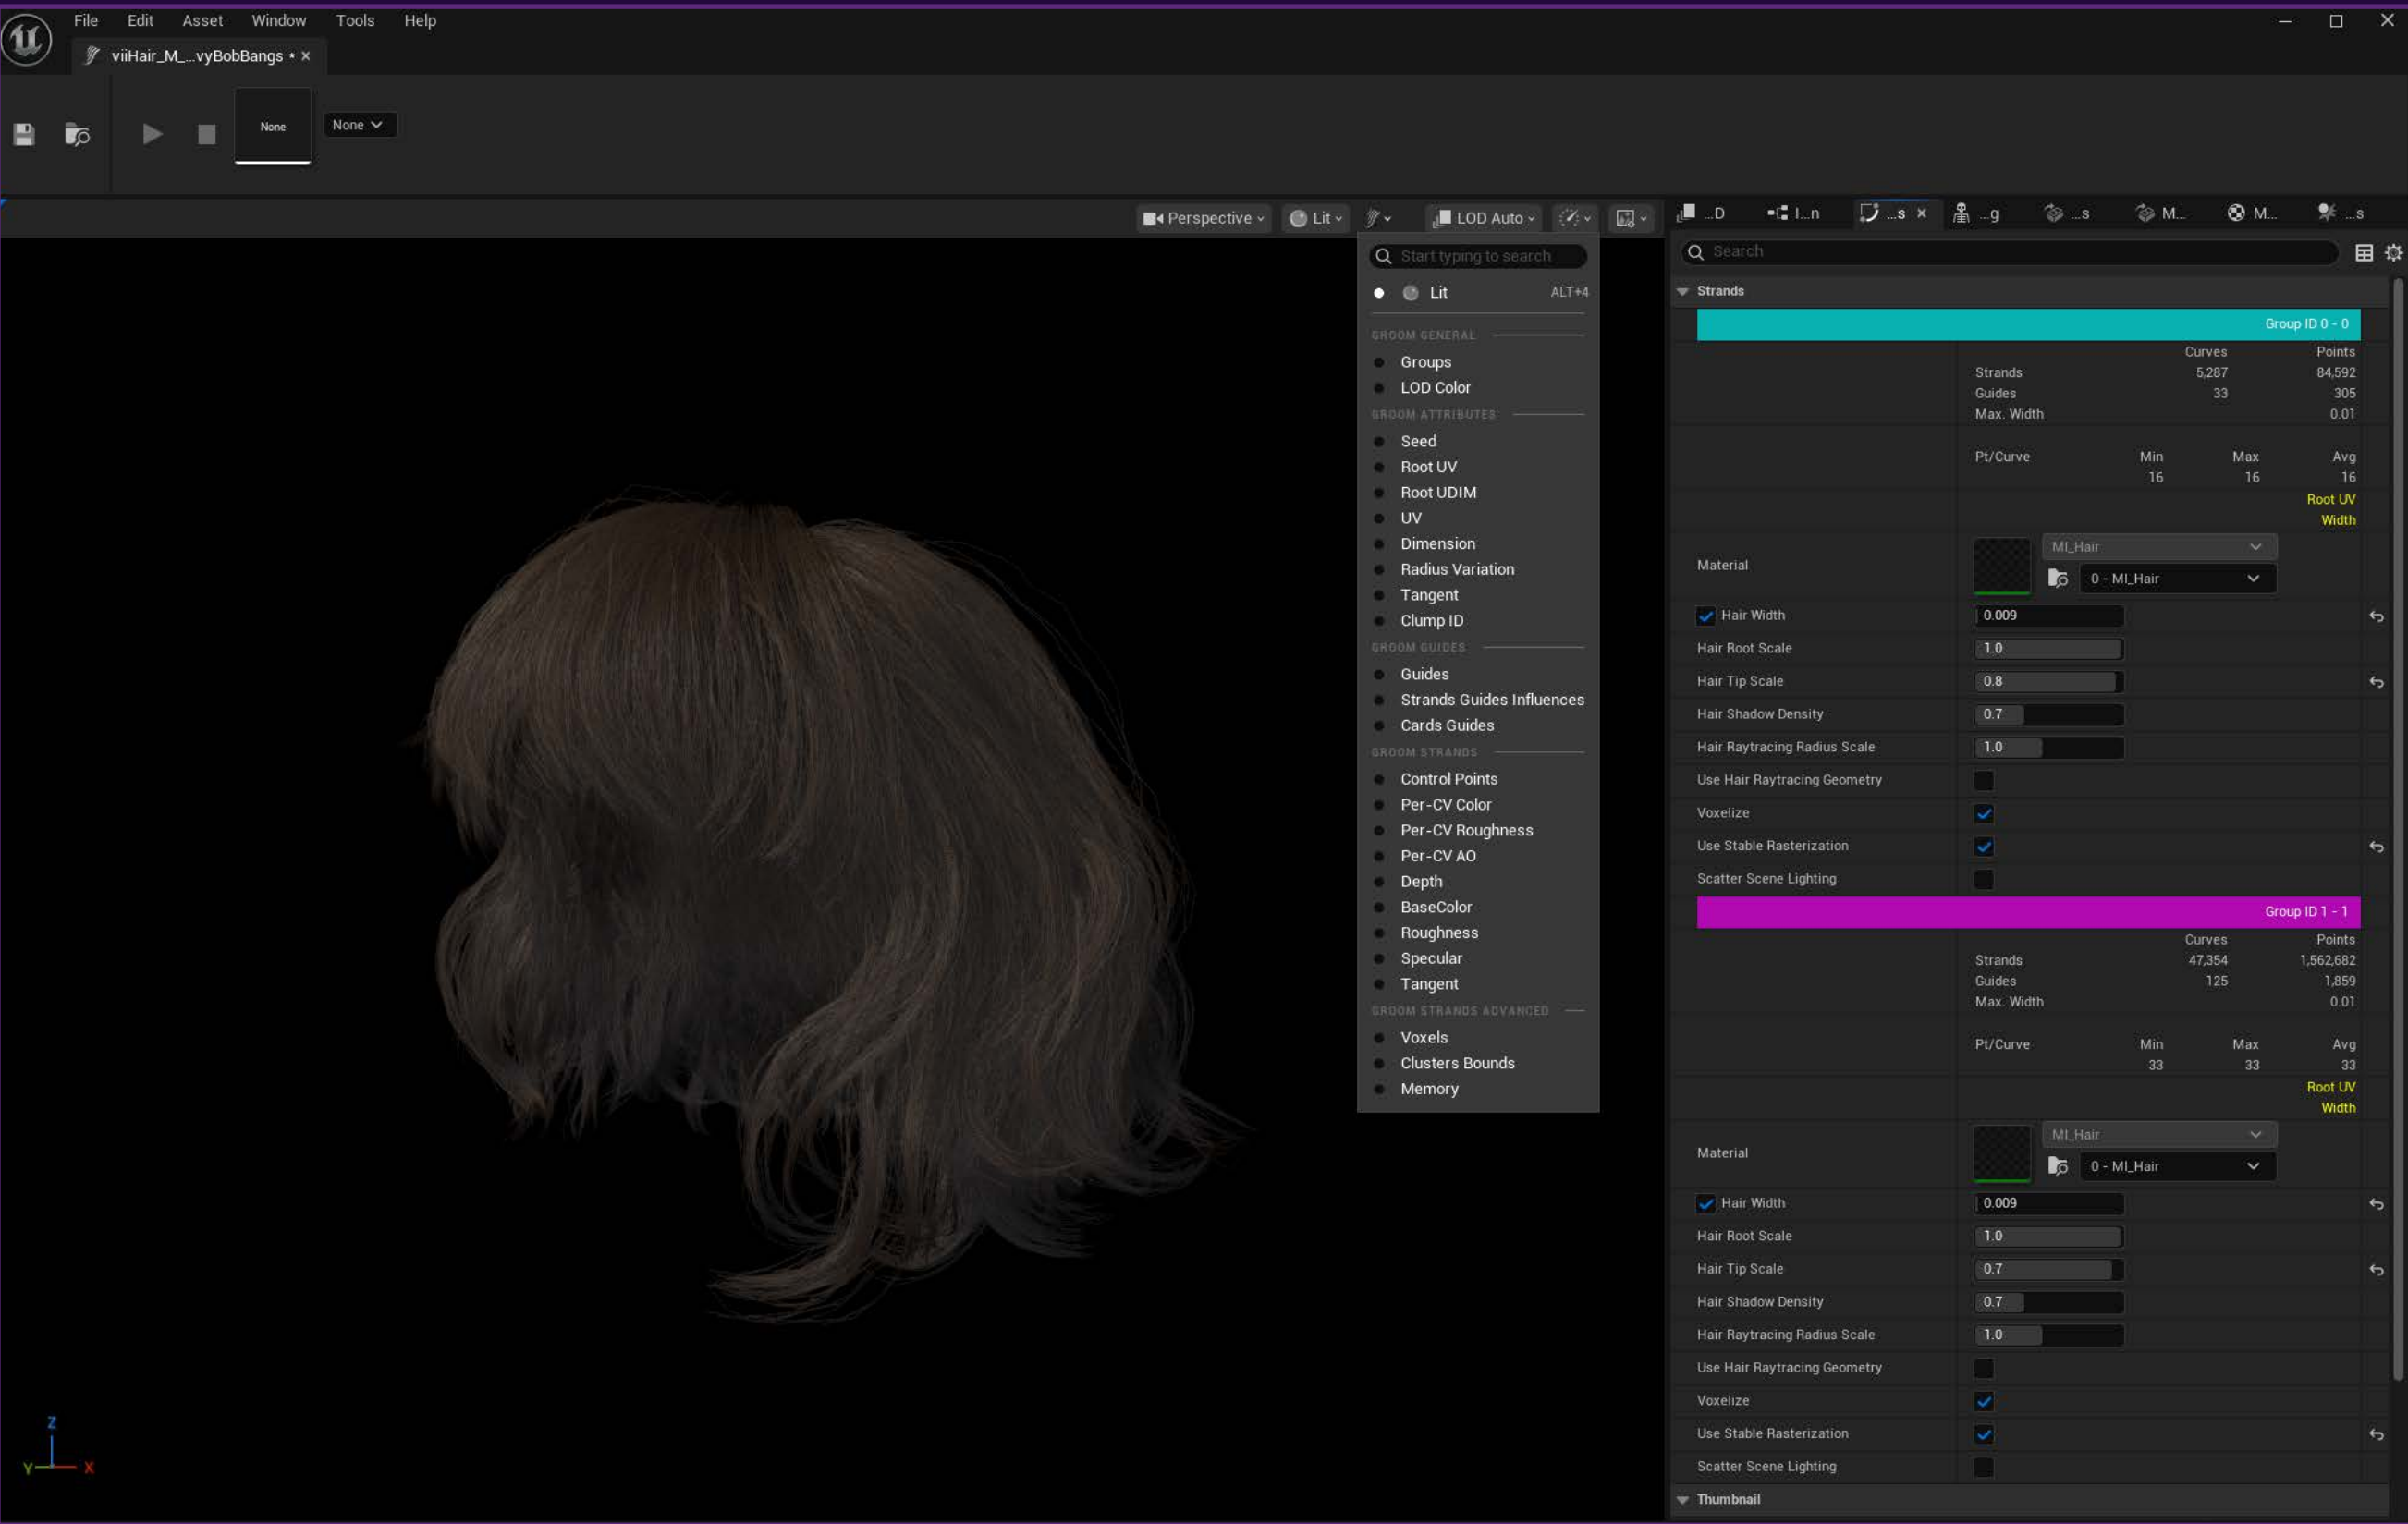 File Edit Asset Window Tools Help
viiHair_M_...vyBobBangs •
None
None
Perspective Lit LOD Auto
...D I...n ...s ...g ...s M... M... ...s
Start typing to search
Lit ALT+4
GROOM GENERAL
Groups
LOD Color
GROOM ATTRIBUTES
Seed
Root UV
Root UDIM
UV
Dimension
Radius Variation
Tangent
Clump ID
GROOM GUIDES
Guides
Strands Guides Influences
Cards Guides
GROOM STRANDS
Control Points
Per-CV Color
Per-CV Roughness
Per-CV AO
Depth
BaseColor
Roughness
Specular
Tangent
GROOM STRANDS ADVANCED
Voxels
Clusters Bounds
Memory
Search
Strands
Group ID 0 - 0
Curves Points
Strands 5,287 84,592
Guides 33 305
Max. Width 0.01
Pt/Curve Min Max Avg
16 16 16
Root UV
Width
MI_Hair
Material
0 - MI_Hair
Hair Width 0.009
Hair Root Scale 1.0
Hair Tip Scale 0.8
Hair Shadow Density 0.7
Hair Raytracing Radius Scale 1.0
Use Hair Raytracing Geometry
Voxelize
Use Stable Rasterization
Scatter Scene Lighting
Group ID 1 - 1
Curves Points
Strands 47,354 1,562,682
Guides 125 1,859
Max. Width 0.01
Pt/Curve Min Max Avg
33 33 33
Root UV
Width
MI_Hair
Material
0 - MI_Hair
Hair Width 0.009
Hair Root Scale 1.0
Hair Tip Scale 0.7
Hair Shadow Density 0.7
Hair Raytracing Radius Scale 1.0
Use Hair Raytracing Geometry
Voxelize
Use Stable Rasterization
Scatter Scene Lighting
Thumbnail
Z
Y X